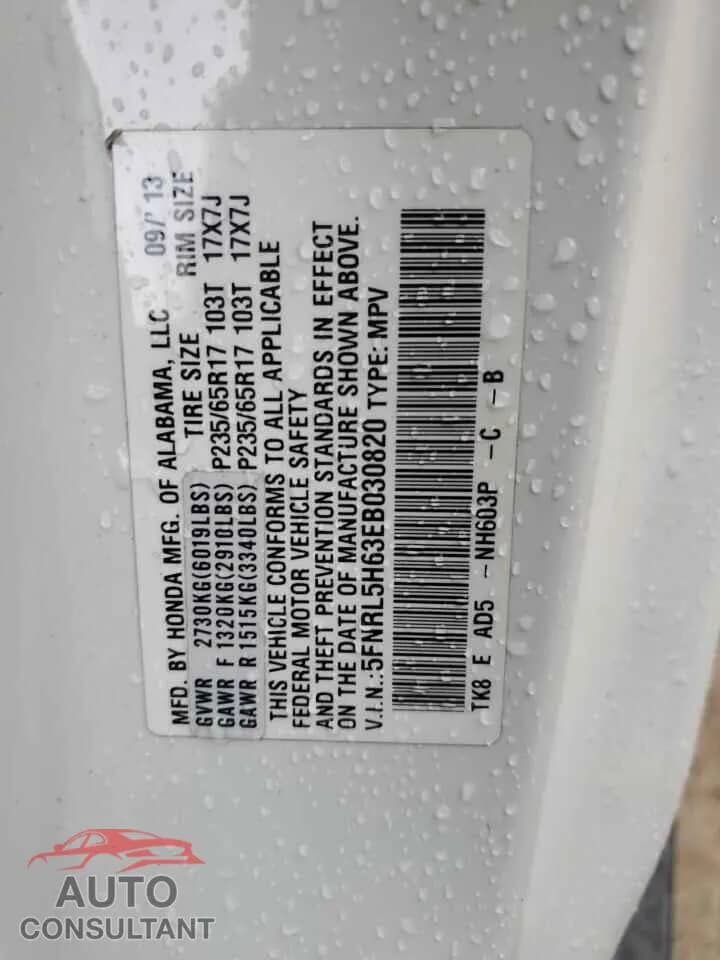 MFD. BY HONDA MFG. OF ALABAMA, LLC 09/ 13
TIRE SIZE RIM SIZE
GVWR 2730KG(6019LBS)
GAWR F 1320KG(2910LBS) P235/65R17 103T 17X7J
GAWR R 1515KG(3340LBS) P235/65R17 103T 17X7J
THIS VEHICLE CONFORMS TO ALL APPLICABLE
FEDERAL MOTOR VEHICLE SAFETY
AND THEFT PREVENTION STANDARDS IN EFFECT
ON THE DATE OF MANUFACTURE SHOWN ABOVE.
V.I.N.:5FNRL5H63EB030820 TYPE: MPV
TK8 E AD5 -NH603P -C -B
AUTO
CONSULTANT